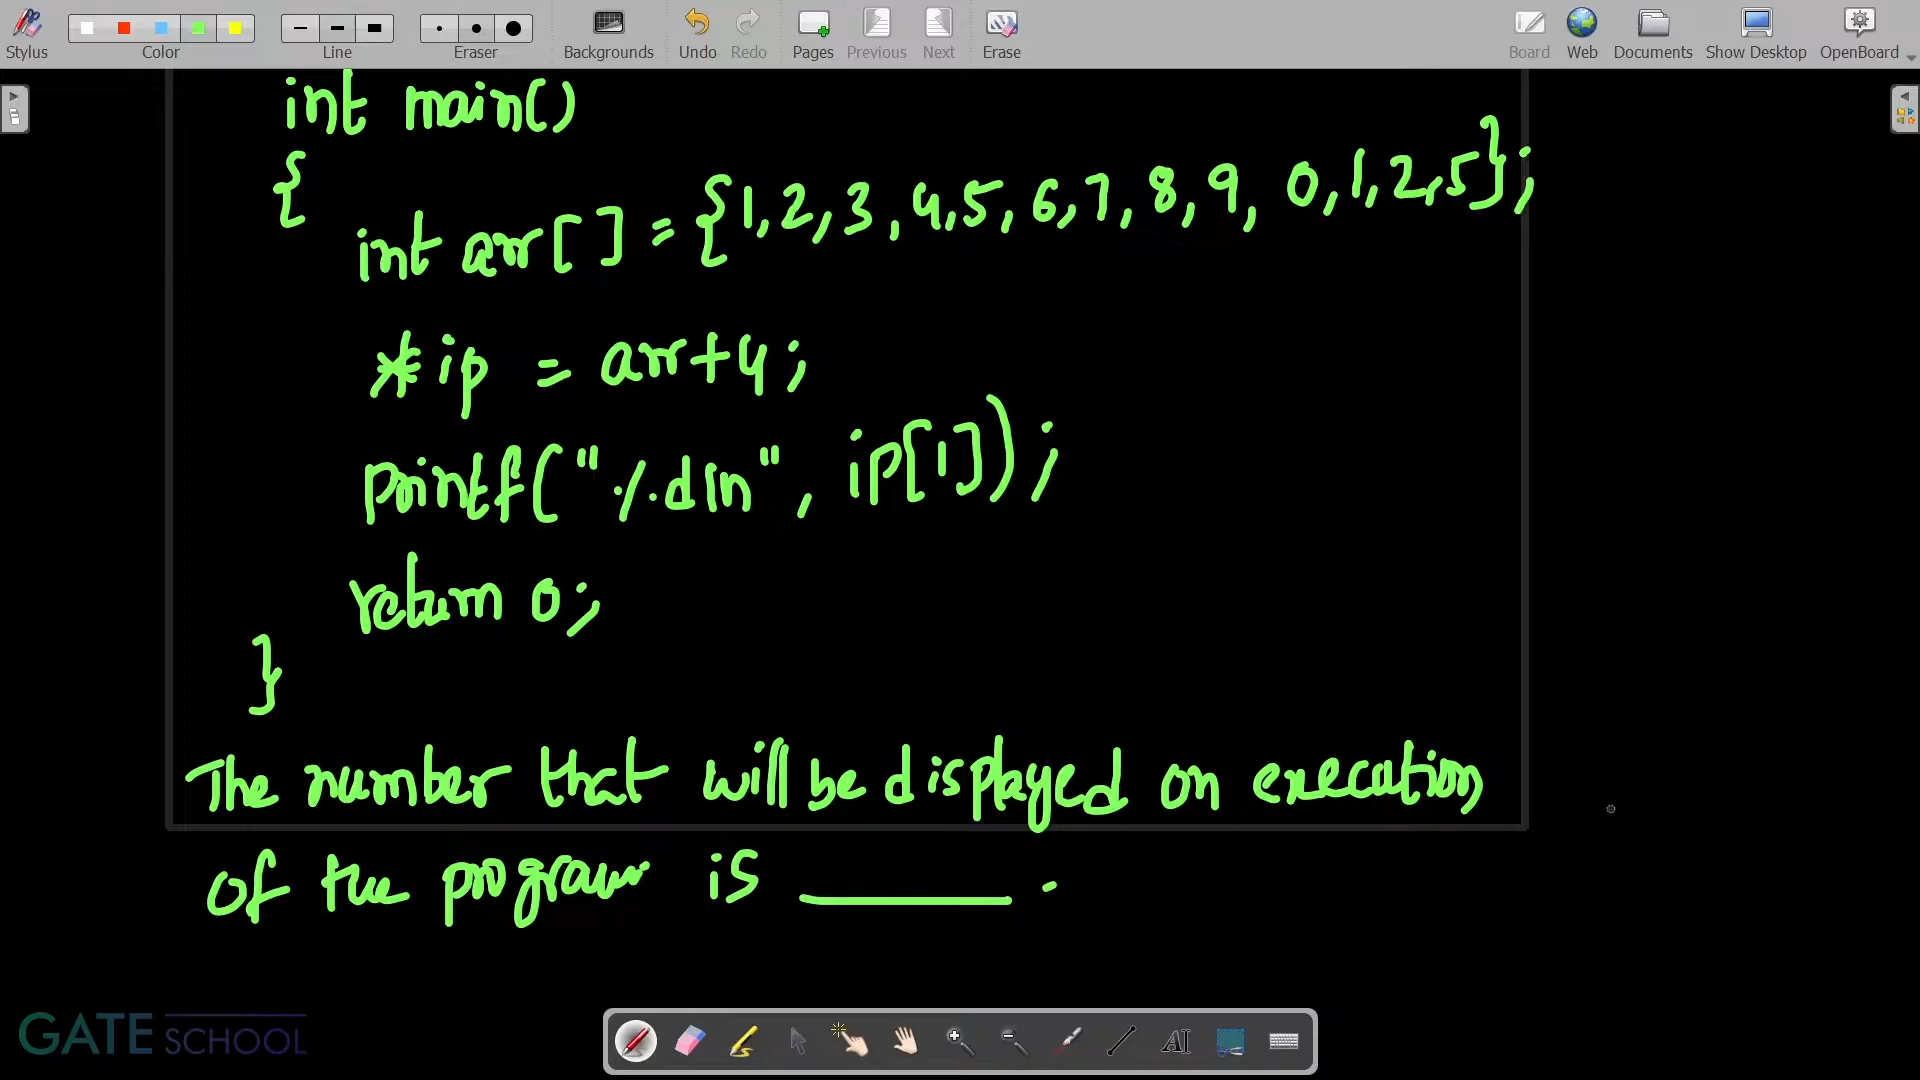 Stylus Color Line Eraser Backgrounds Undo Redo Pages Previous Next Erase Board Web Documents Show Desktop OpenBoard
int main()
{
int arr[] = {1,2,3,4,5,6,7,8,9,0,1,2,5};
*ip = arr+4;
printf("%d\n", ip[1]);
return 0;
}
The number that will be displayed on execution
of the program is ______ .
GATE SCHOOL
AI